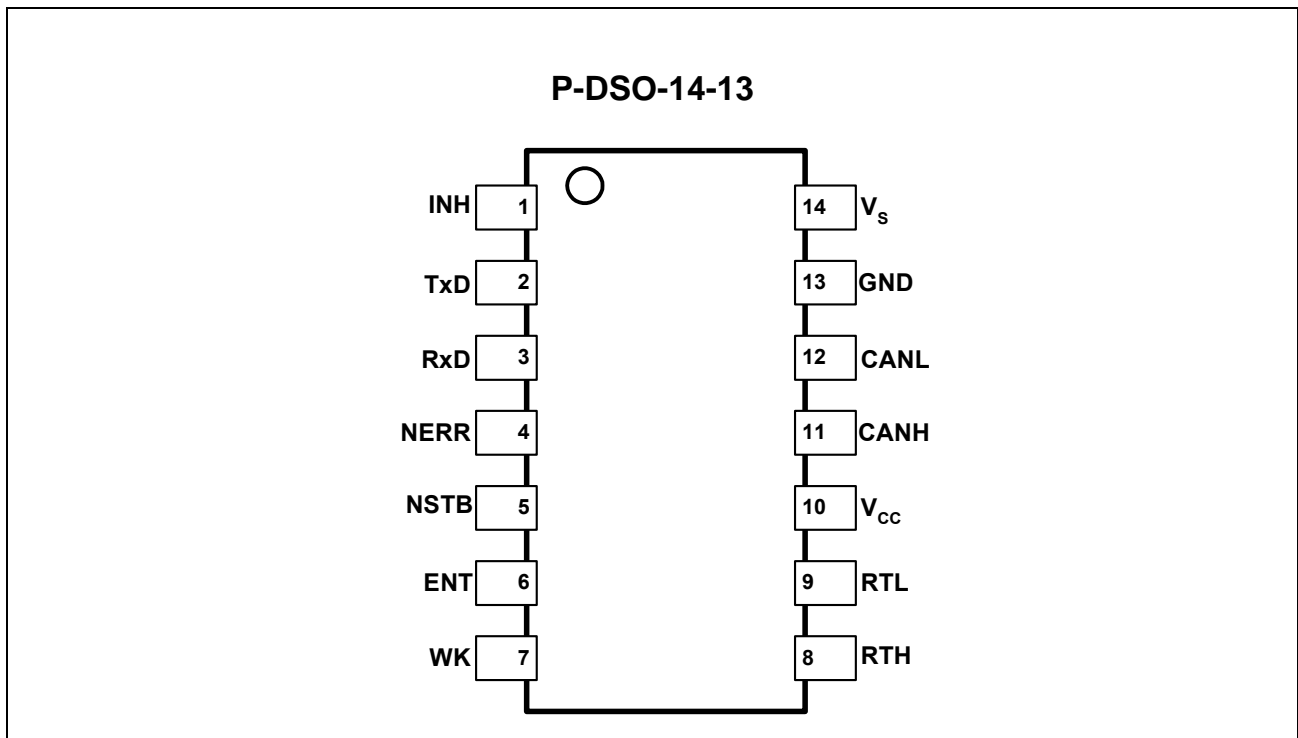 P-DSO-14-13
INH 1 14 VS
TxD 2 13 GND
RxD 3 12 CANL
NERR 4 11 CANH
NSTB 5 10 VCC
ENT 6 9 RTL
WK 7 8 RTH